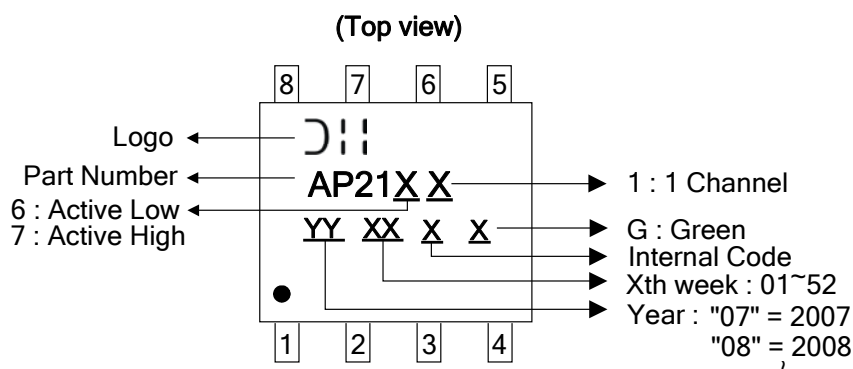 (Top view)
8 7 6 5
Logo
Part Number
AP21X X
1 : 1 Channel
6 : Active Low
7 : Active High
YY XX X X
G : Green
Internal Code
Xth week : 01~52
Year : "07" = 2007
"08" = 2008
1 2 3 4